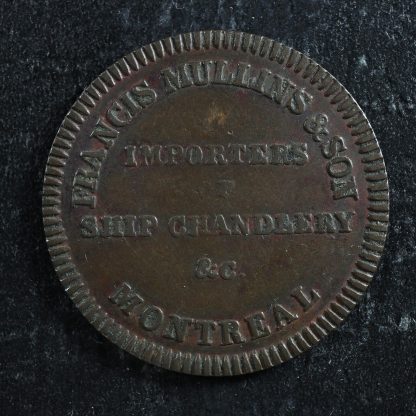 FRANCIS MULLINS & SON
IMPORTERS
OF
SHIP CHANDLERY
&C.
MONTREAL